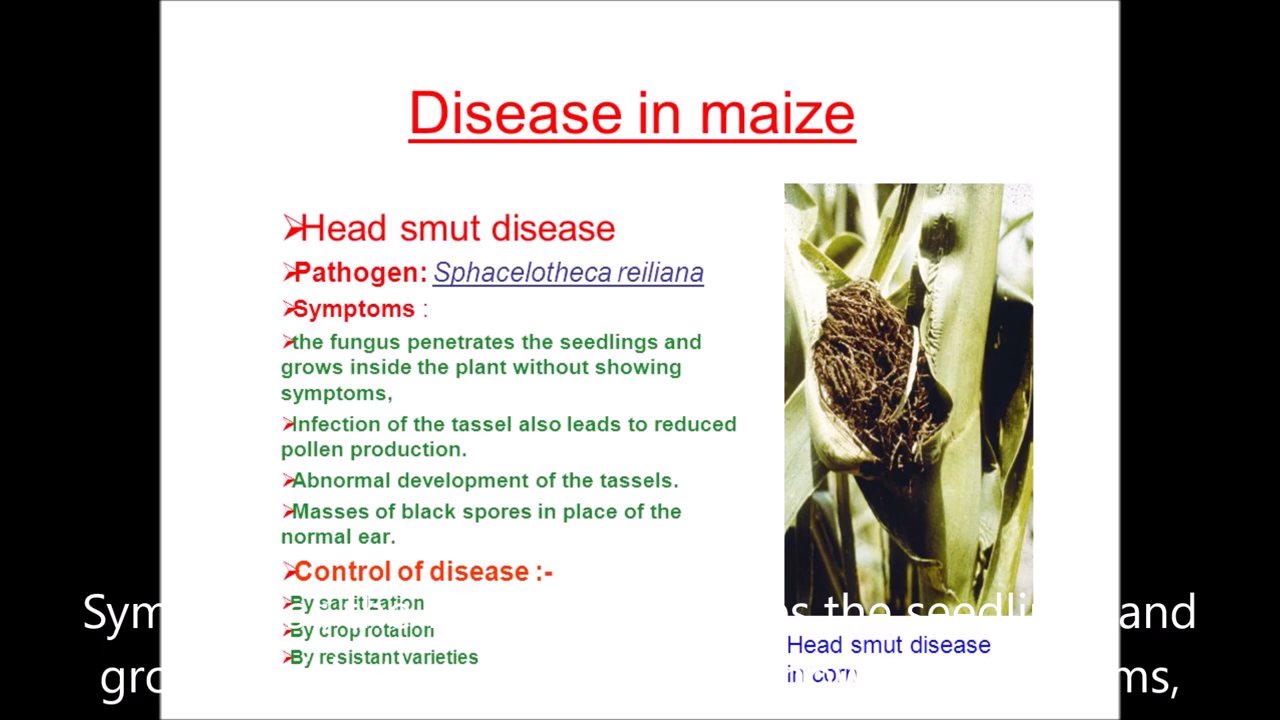 Disease in maize
➢Head smut disease
➢Pathogen: Sphacelotheca reiliana
➢Symptoms :
➢the fungus penetrates the seedlings and
grows inside the plant without showing
symptoms,
➢Infection of the tassel also leads to reduced
pollen production.
➢Abnormal development of the tassels.
➢Masses of black spores in place of the
normal ear.
➢Control of disease :-
➢By sanitization
➢By crop rotation
➢By resistant varieties
Head smut disease
in corn
the seedlings and